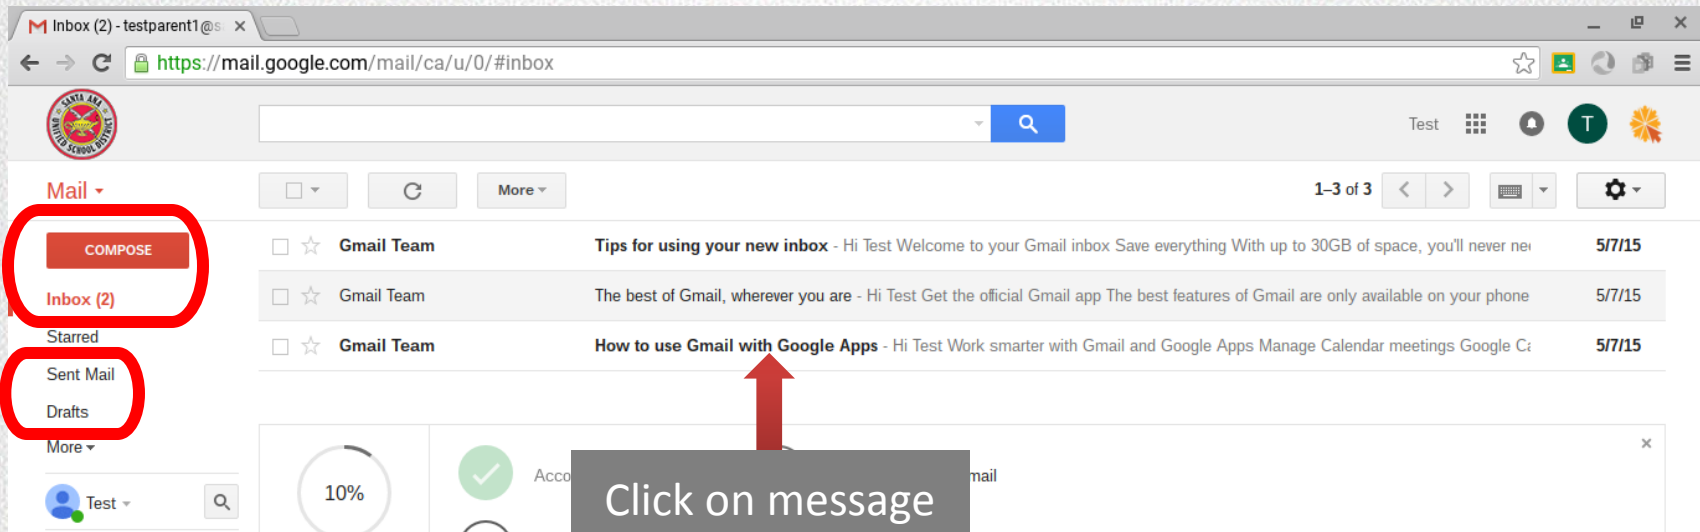 Inbox (2) - testparent1@s
https://mail.google.com/mail/ca/u/0/#inbox
SANTA ANA
UNIFIED SCHOOL DISTRICT
Test
T
Mail
More
1–3 of 3
COMPOSE
Gmail Team Tips for using your new inbox - Hi Test Welcome to your Gmail inbox Save everything With up to 30GB of space, you'll never 5/7/15
Inbox (2)
Gmail Team The best of Gmail, wherever you are - Hi Test Get the official Gmail app The best features of Gmail are only available on your phone 5/7/15
Starred
Gmail Team How to use Gmail with Google Apps - Hi Test Work smarter with Gmail and Google Apps Manage Calendar meetings Google 5/7/15
Sent Mail
Drafts
More
Test
10%
Click on message